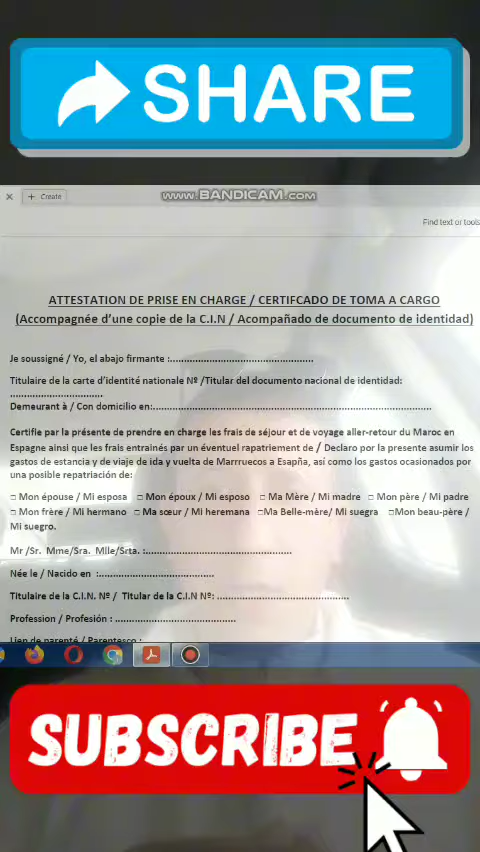 SHARE
Create
www.BANDICAM.com
Find text or tools
ATTESTATION DE PRISE EN CHARGE / CERTIFCADO DE TOMA A CARGO
(Accompagnée d'une copie de la C.I.N / Acompañado de documento de identidad)
Je soussigné / Yo, el abajo firmante :................................................
Titulaire de la carte d'identité nationale Nº /Titular del documento nacional de identidad:
...............................
Demeurant à / Con domicilio en:.............................................................................................
Certifie par la présente de prendre en charge les frais de séjour et de voyage aller-retour du Maroc en
Espagne ainsi que les frais entrainés par un éventuel rapatriement de / Declaro por la presente asumir los
gastos de estancia y de viaje de ida y vuelta de Marrruecos a Esapña, así como los gastos ocasionados por
una posible repatriación de:
□ Mon épouse / Mi esposa □ Mon époux / Mi esposo □ Ma Mère / Mi madre □ Mon père / Mi padre
□ Mon frère / Mi hermano □ Ma sœur / Mi heremana □Ma Belle-mère/ Mi suegra □Mon beau-père /
Mi suegro.
Mr /Sr. Mme/Sra. Mlle/Srta. :.................................................
Née le / Nacido en :.......................................
Titulaire de la C.I.N. Nº / Titular de la C.I.N Nº: ............................................
Profession / Profesión : .........................................
Lien de parenté / Parentesco :
SUBSCRIBE